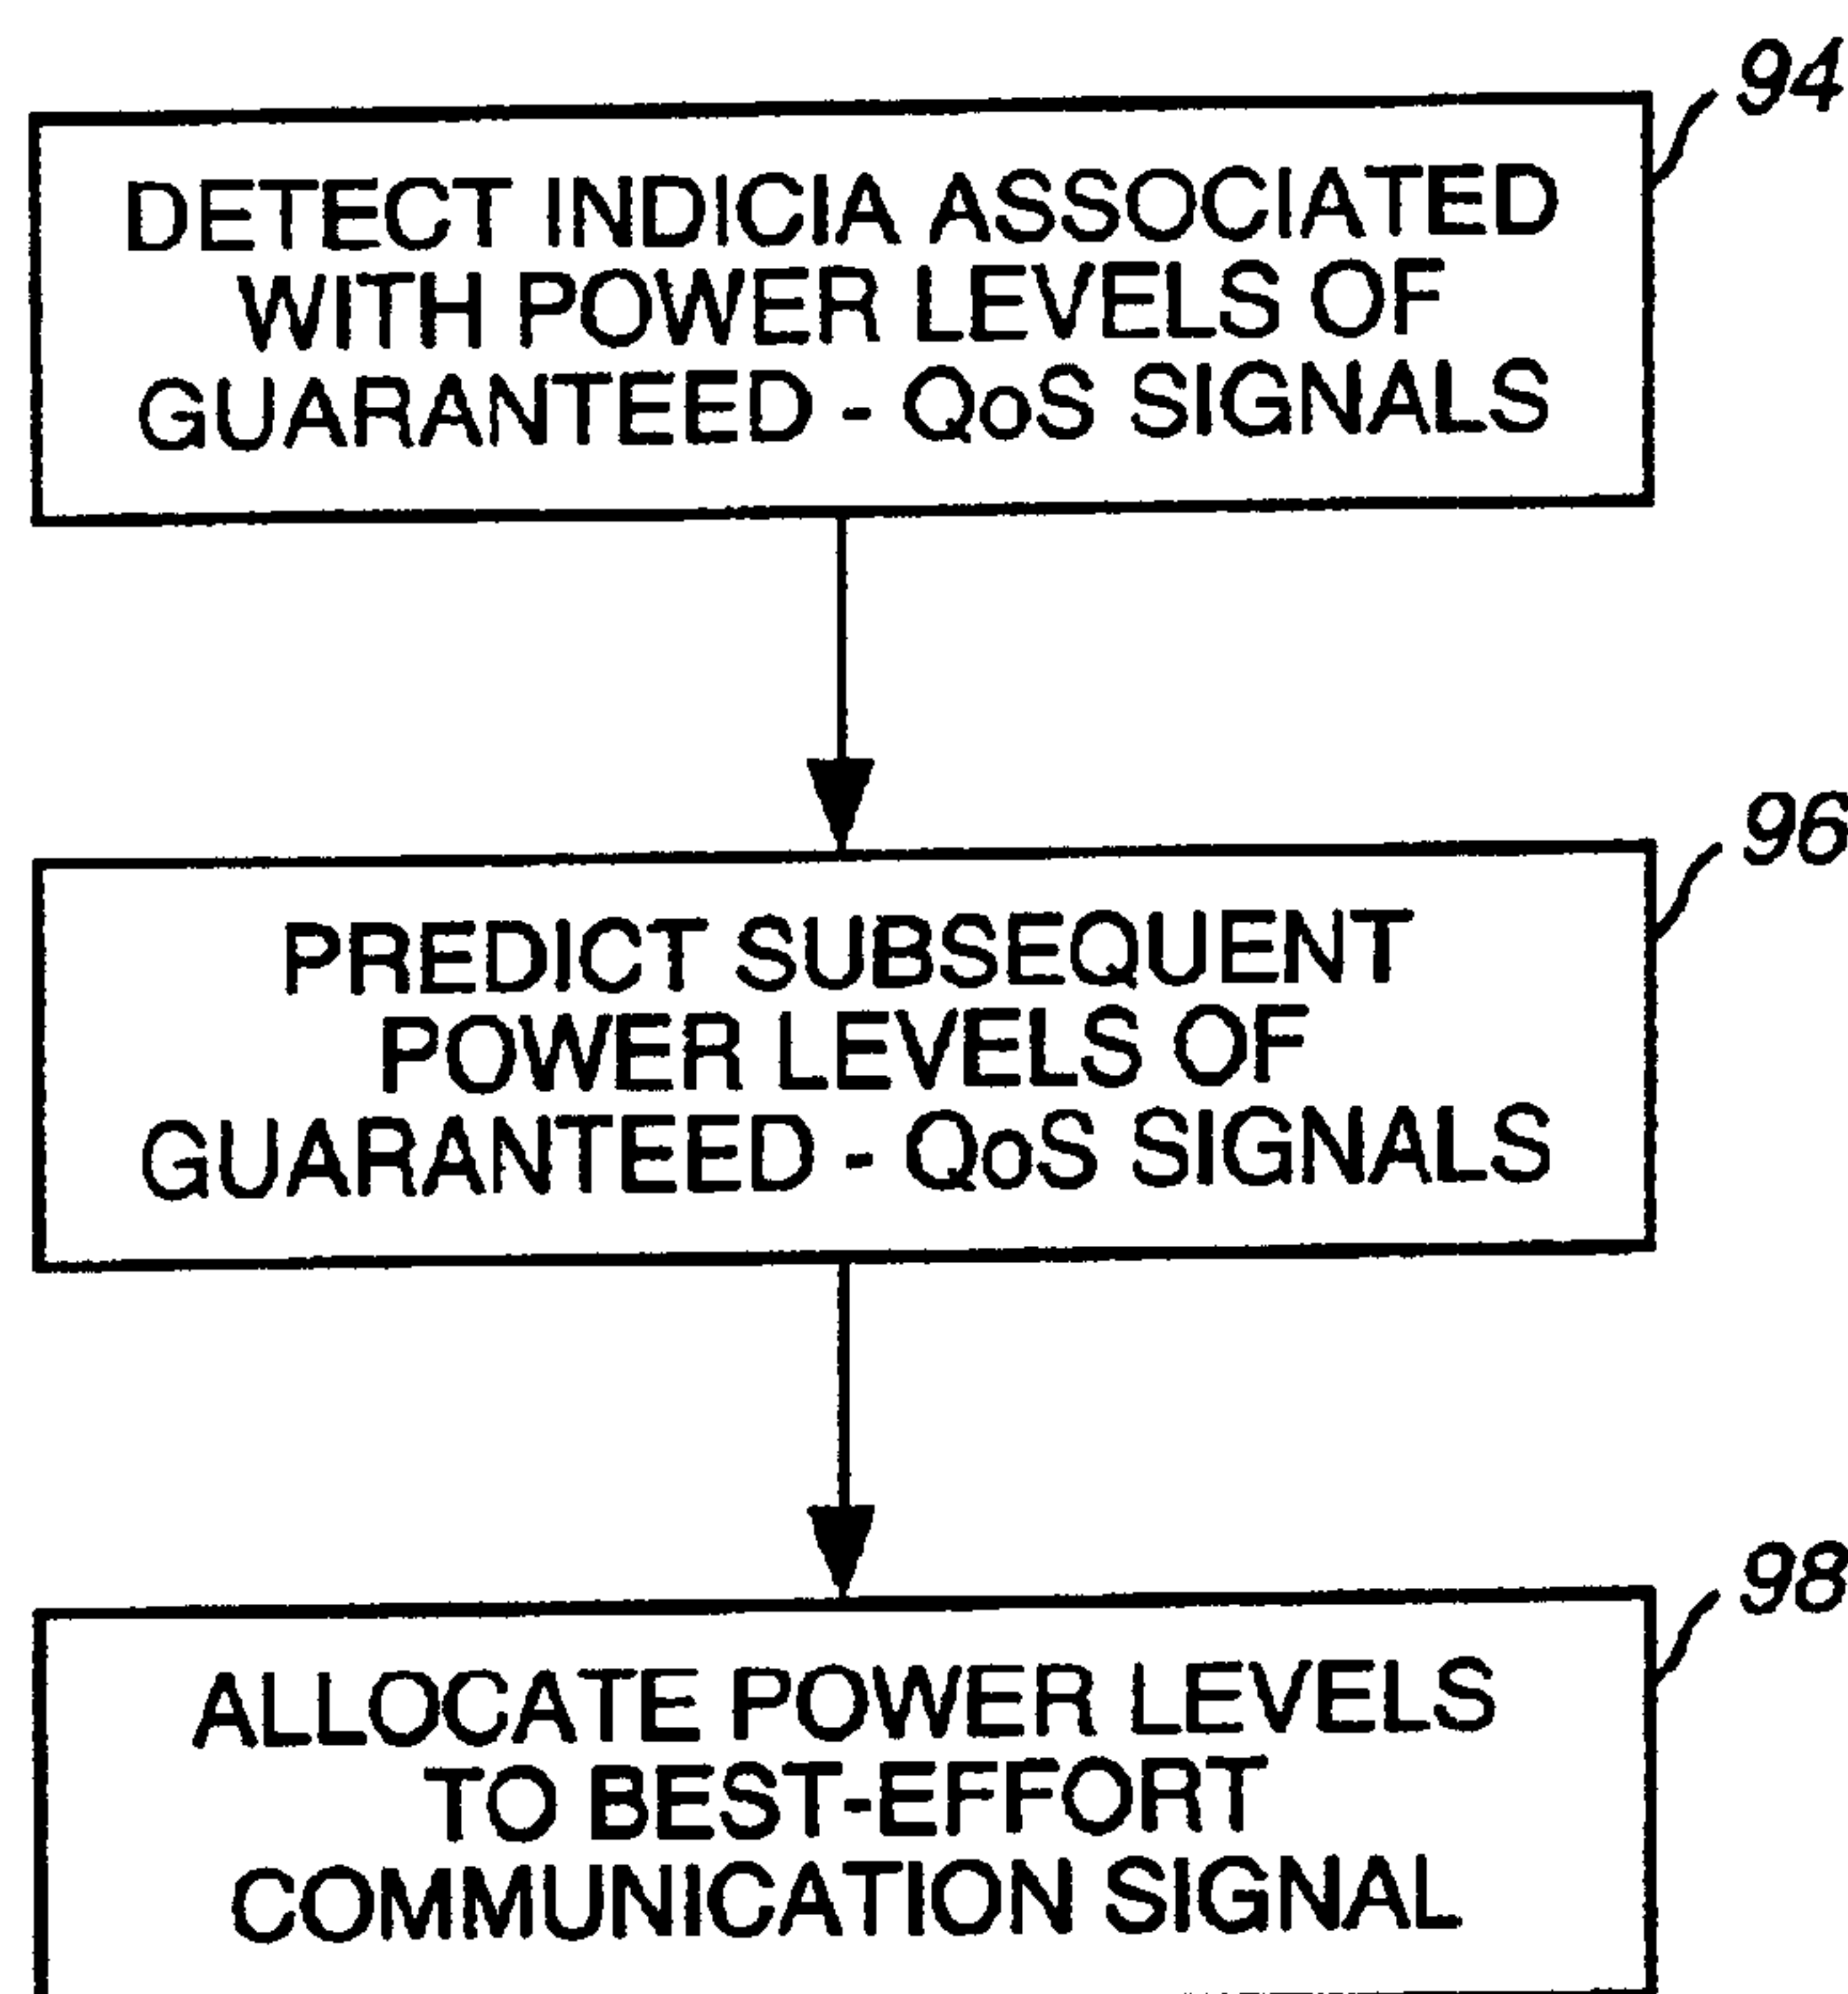 94
DETECT INDICIA ASSOCIATED
WITH POWER LEVELS OF
GUARANTEED - QoS SIGNALS
96
PREDICT SUBSEQUENT
POWER LEVELS OF
GUARANTEED - QoS SIGNALS
98
ALLOCATE POWER LEVELS
TO BEST-EFFORT
COMMUNICATION SIGNAL